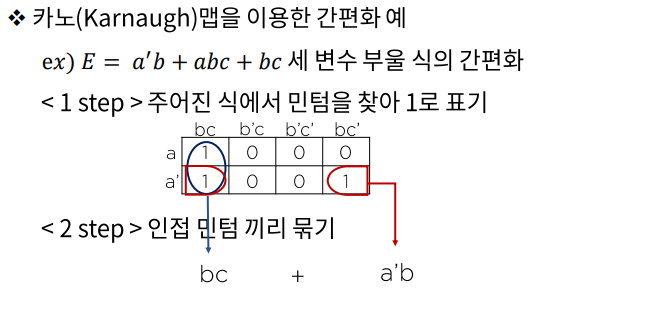 ❖ 카노(Karnaugh)맵을 이용한 간편화 예
ex) E = a′b + abc + bc 세 변수 부울 식의 간편화
< 1 step > 주어진 식에서 민텀을 찾아 1로 표기
bc b'c b'c' bc'
a 1 0 0 0
a' 1 0 0 1
< 2 step > 인접 민텀 끼리 묶기
bc + a'b